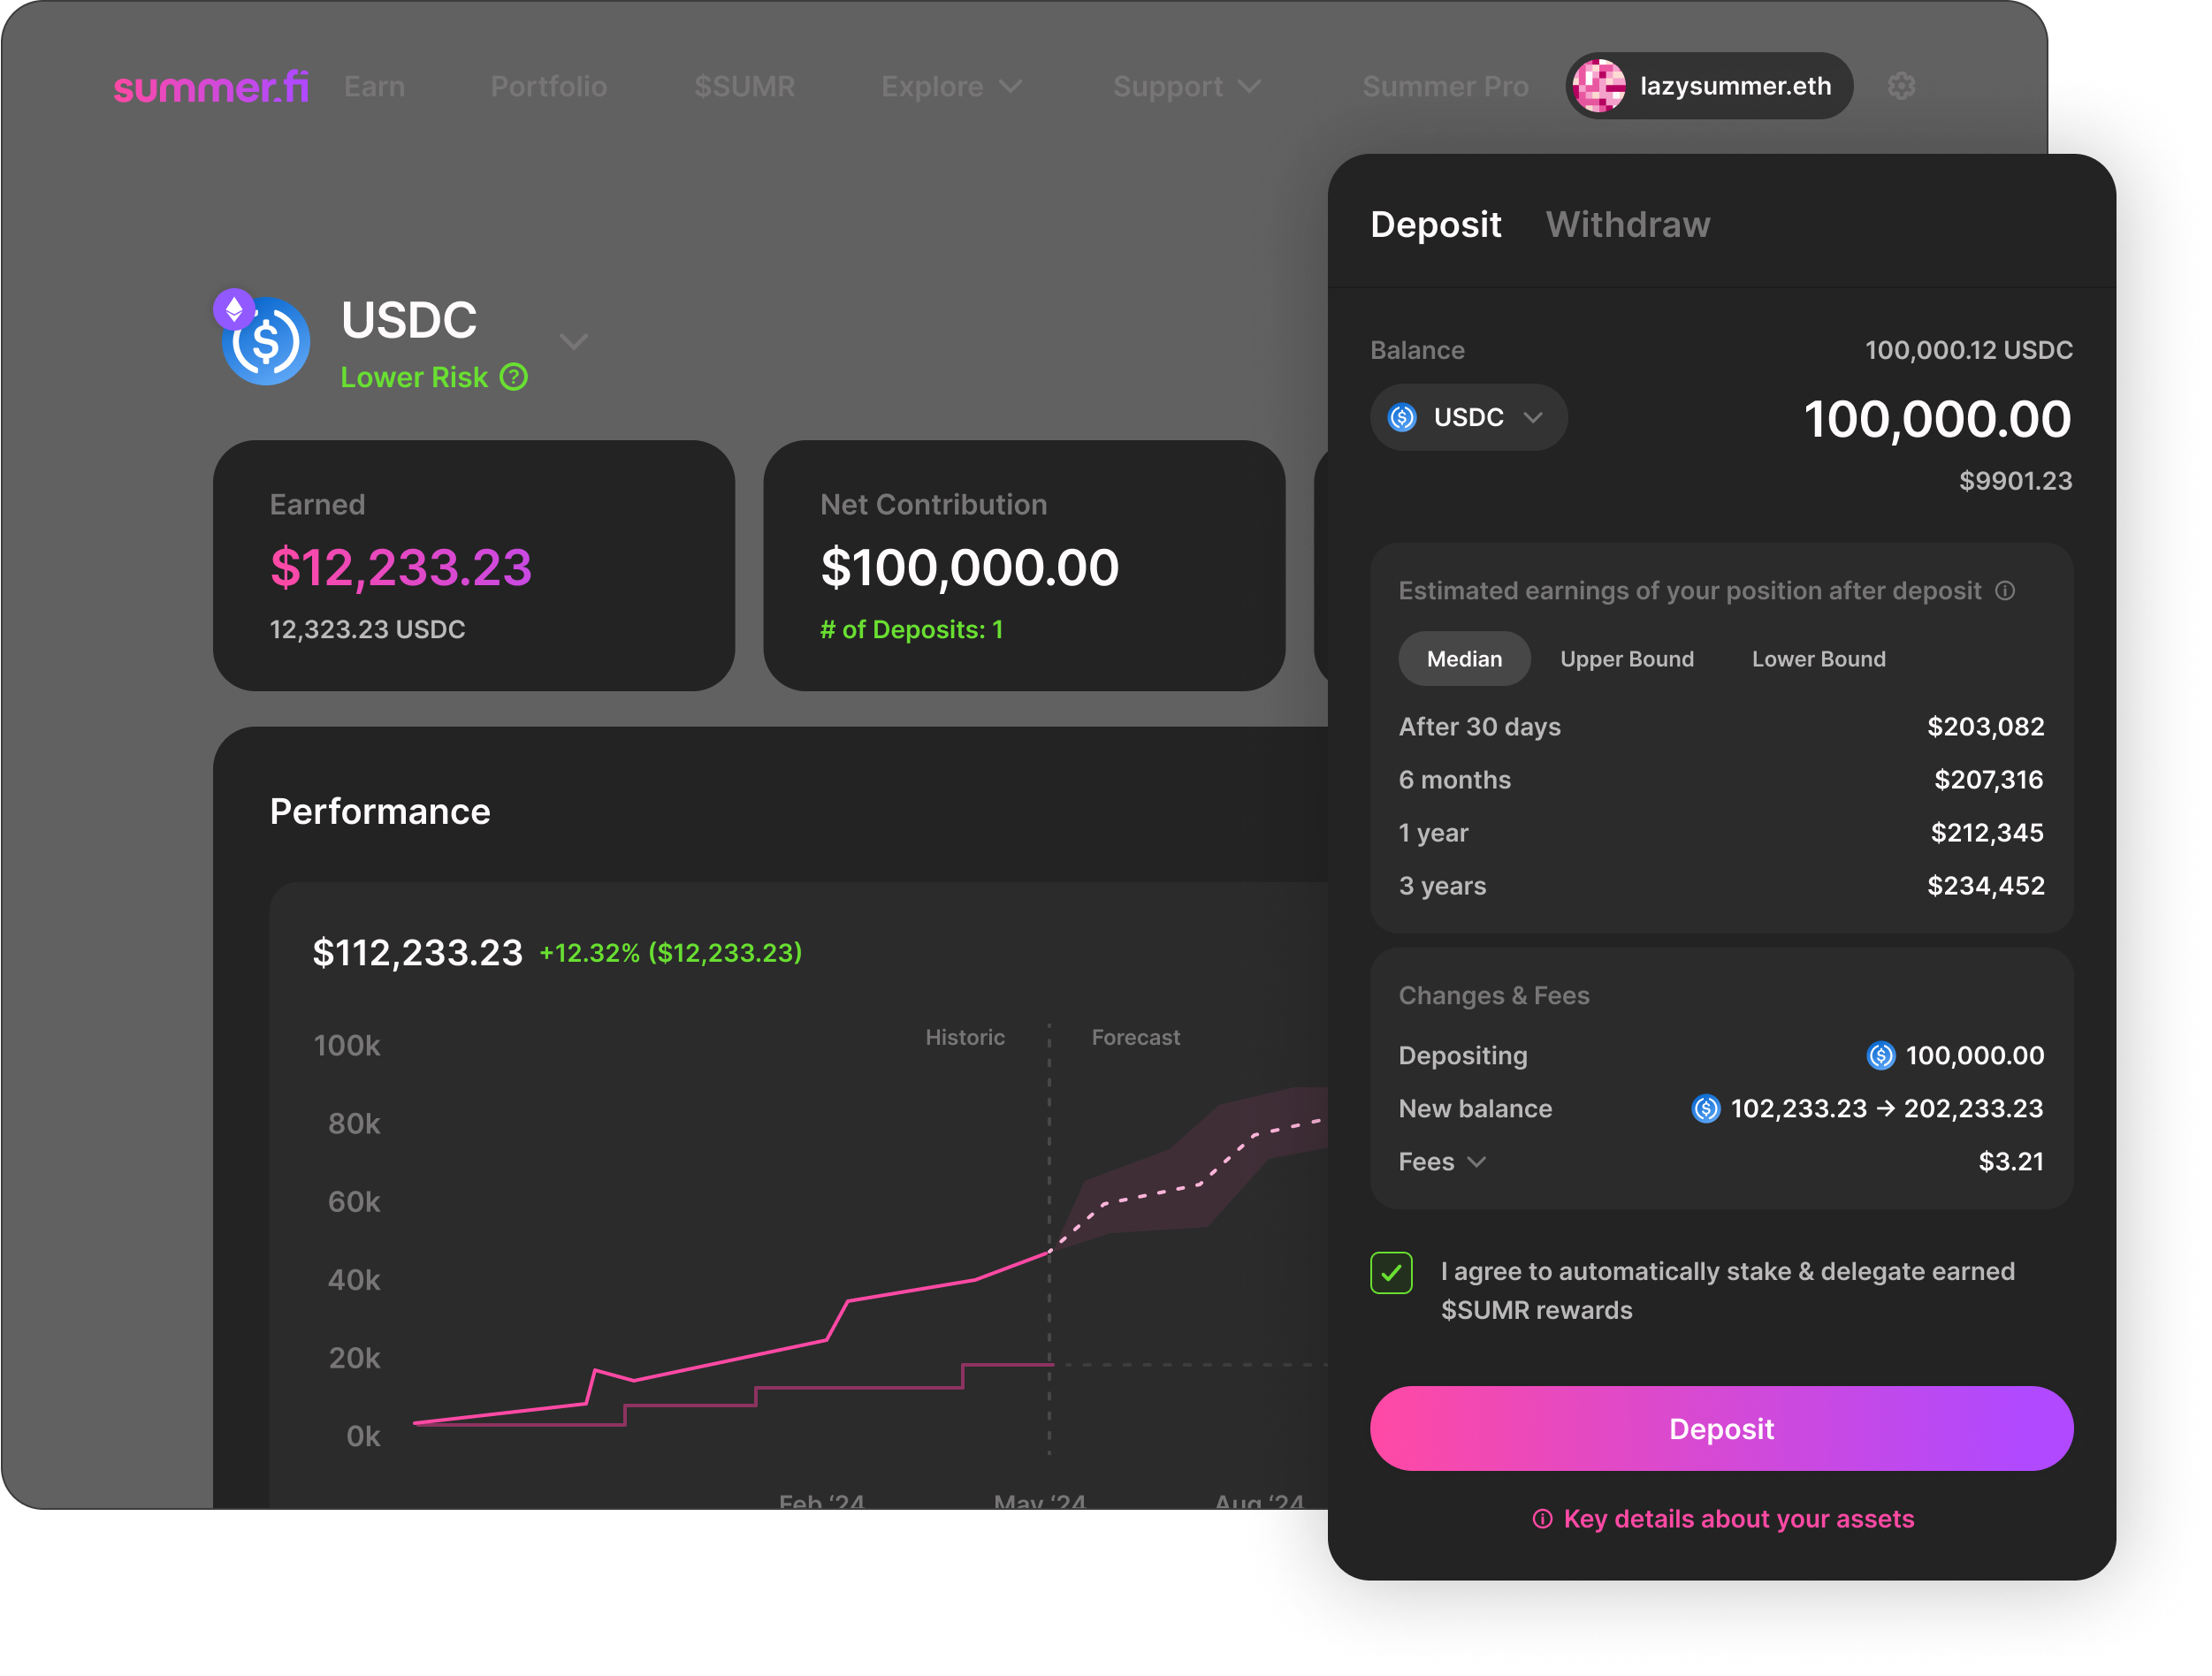 summer.fi Earn Portfolio $SUMR Explore Support Summer Pro lazysummer.eth
USDC
Lower Risk
Earned
$12,233.23
12,323.23 USDC
Net Contribution
$100,000.00
# of Deposits: 1
Performance
$112,233.23 +12.32% ($12,233.23)
Historic Forecast
100k
80k
60k
40k
20k
0k
Feb ‘24 May ‘24 Aug ‘24
Deposit Withdraw
Balance 100,000.12 USDC
USDC 100,000.00
$9901.23
Estimated earnings of your position after deposit
Median Upper Bound Lower Bound
After 30 days $203,082
6 months $207,316
1 year $212,345
3 years $234,452
Changes & Fees
Depositing 100,000.00
New balance 102,233.23 → 202,233.23
Fees $3.21
I agree to automatically stake & delegate earned
$SUMR rewards
Deposit
Key details about your assets